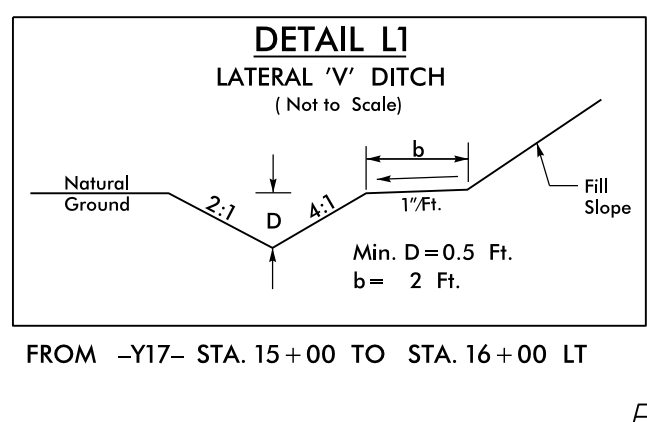 DETAIL L1
LATERAL 'V' DITCH
( Not to Scale)
b
Natural
Ground
2:1
D
4:1
1"/Ft.
Fill
Slope
Min. D = 0.5 Ft.
b = 2 Ft.
FROM -Y17- STA. 15+00 TO STA. 16+00 LT